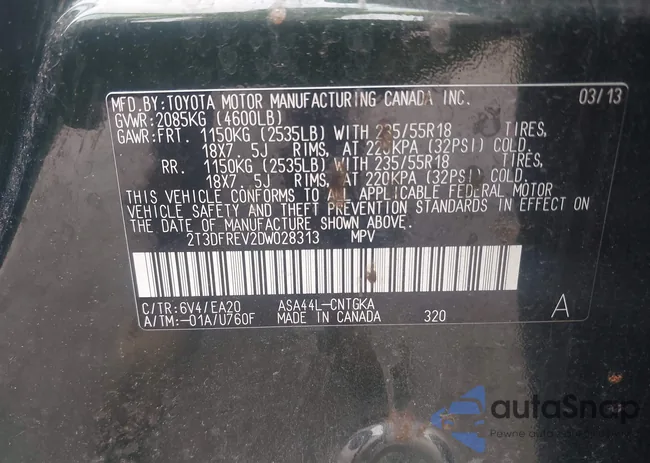 MFD.BY:TOYOTA MOTOR MANUFACTURING CANADA INC. 03/13
GVWR:2085KG (4600LB)
GAWR:FRT. 1150KG (2535LB) WITH 235/55R18 TIRES,
18X7.5J RIMS, AT 220KPA (32PSI) COLD.
RR. 1150KG (2535LB) WITH 235/55R18 TIRES,
18X7.5J RIMS, AT 220KPA (32PSI) COLD.
THIS VEHICLE CONFORMS TO ALL APPLICABLE FEDERAL MOTOR
VEHICLE SAFETY AND THEFT PREVENTION STANDARDS IN EFFECT ON
THE DATE OF MANUFACTURE SHOWN ABOVE.
2T3DFREV2DW028313 MPV
C/TR:6V4/EA20 ASA44L-CNTGKA
A/TM:-01A/U760F MADE IN CANADA 320 A
autoSnap